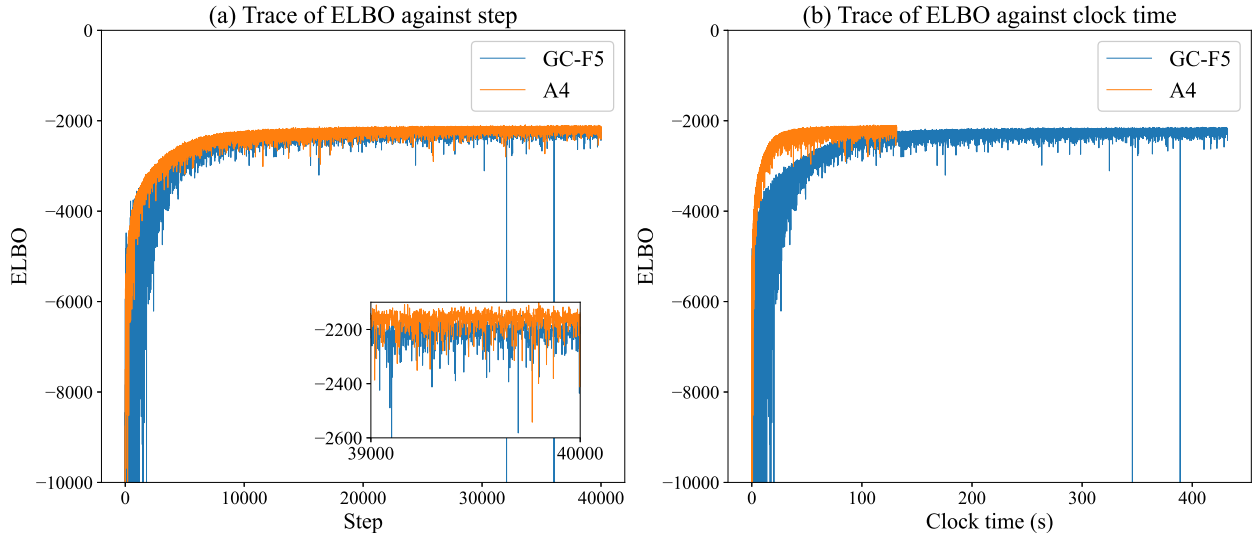 (a) Trace of ELBO against step
0
−2000
−4000
−6000
−8000
−10000
ELBO
GC-F5
A4
−2200
−2400
−2600
39000
40000
0
10000
20000
30000
40000
Step
(b) Trace of ELBO against clock time
0
−2000
−4000
−6000
−8000
−10000
ELBO
GC-F5
A4
0
100
200
300
400
Clock time (s)